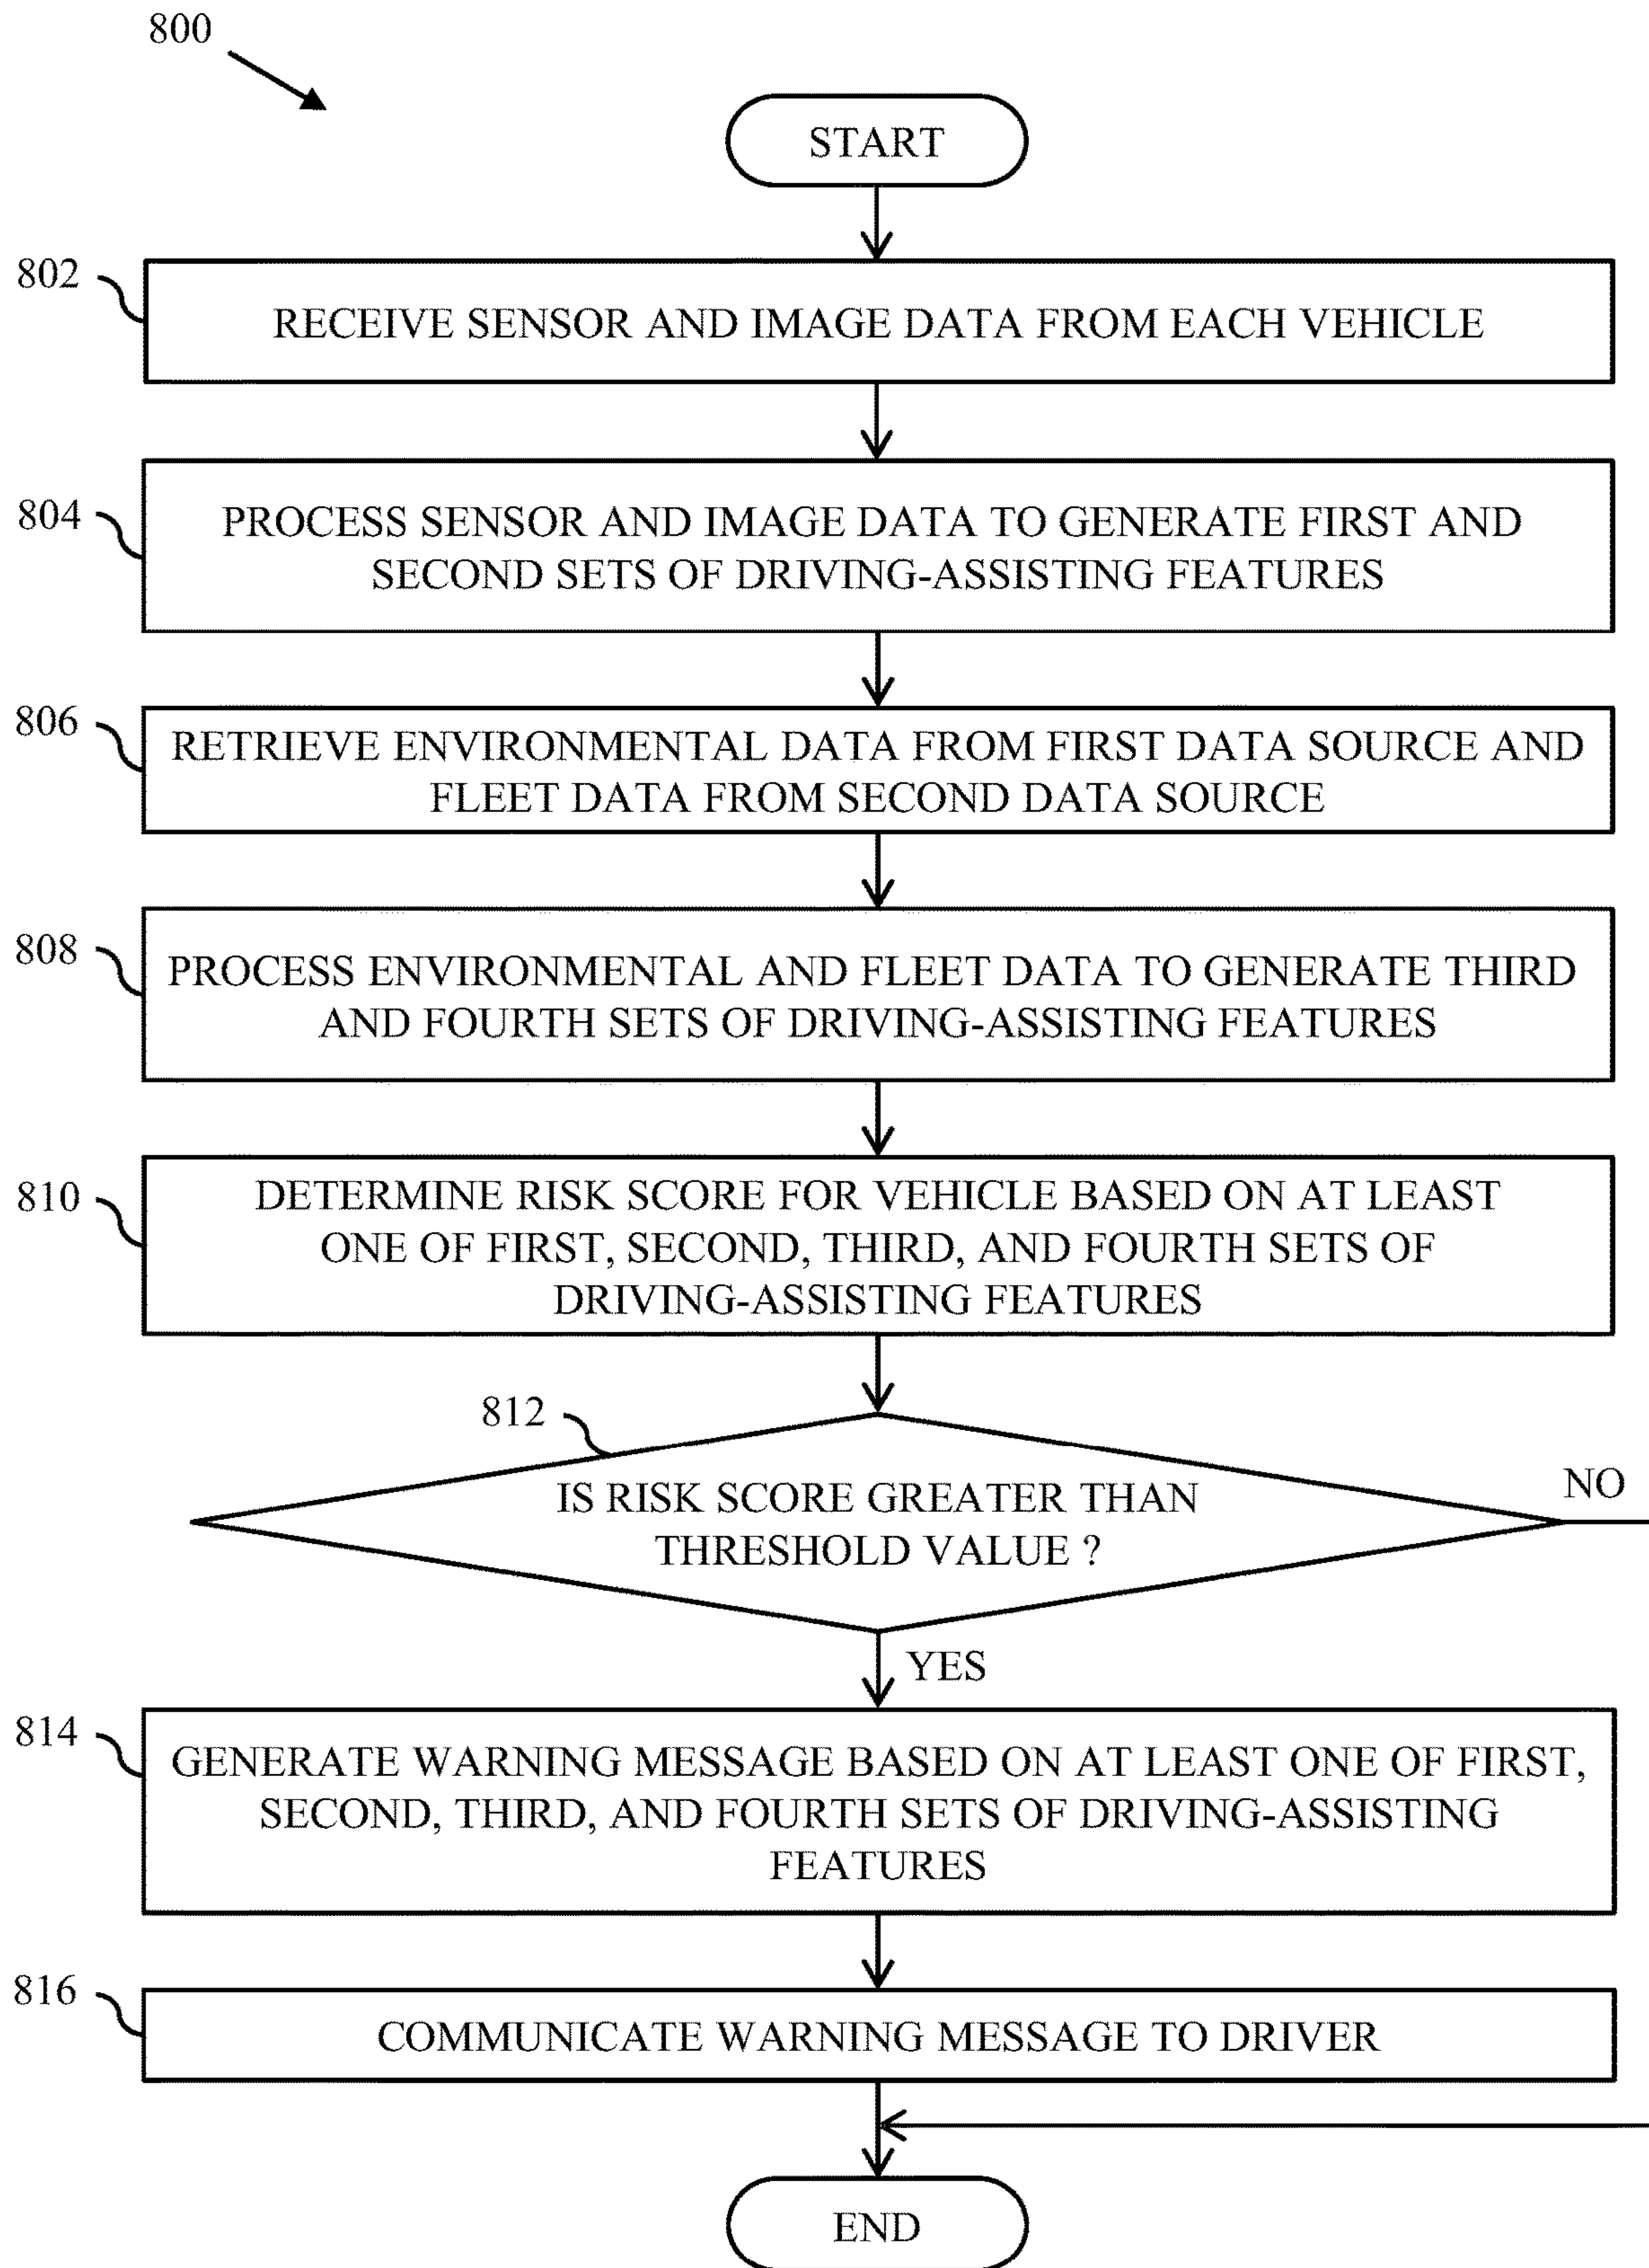 800
START
802
RECEIVE SENSOR AND IMAGE DATA FROM EACH VEHICLE
804
PROCESS SENSOR AND IMAGE DATA TO GENERATE FIRST AND
SECOND SETS OF DRIVING-ASSISTING FEATURES
806
RETRIEVE ENVIRONMENTAL DATA FROM FIRST DATA SOURCE AND
FLEET DATA FROM SECOND DATA SOURCE
808
PROCESS ENVIRONMENTAL AND FLEET DATA TO GENERATE THIRD
AND FOURTH SETS OF DRIVING-ASSISTING FEATURES
810
DETERMINE RISK SCORE FOR VEHICLE BASED ON AT LEAST
ONE OF FIRST, SECOND, THIRD, AND FOURTH SETS OF
DRIVING-ASSISTING FEATURES
812
IS RISK SCORE GREATER THAN
THRESHOLD VALUE ?
NO
YES
814
GENERATE WARNING MESSAGE BASED ON AT LEAST ONE OF FIRST,
SECOND, THIRD, AND FOURTH SETS OF DRIVING-ASSISTING
FEATURES
816
COMMUNICATE WARNING MESSAGE TO DRIVER
END